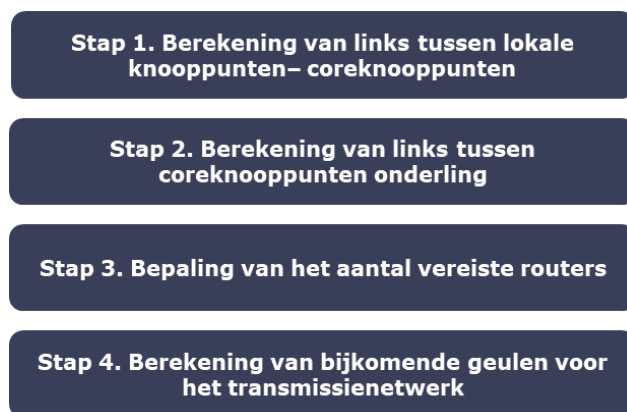 Stap 1. Berekening van links tussen lokale
knooppunten– coreknooppunten
Stap 2. Berekening van links tussen
coreknooppunten onderling
Stap 3. Bepaling van het aantal vereiste routers
Stap 4. Berekening van bijkomende geulen voor
het transmissienetwerk